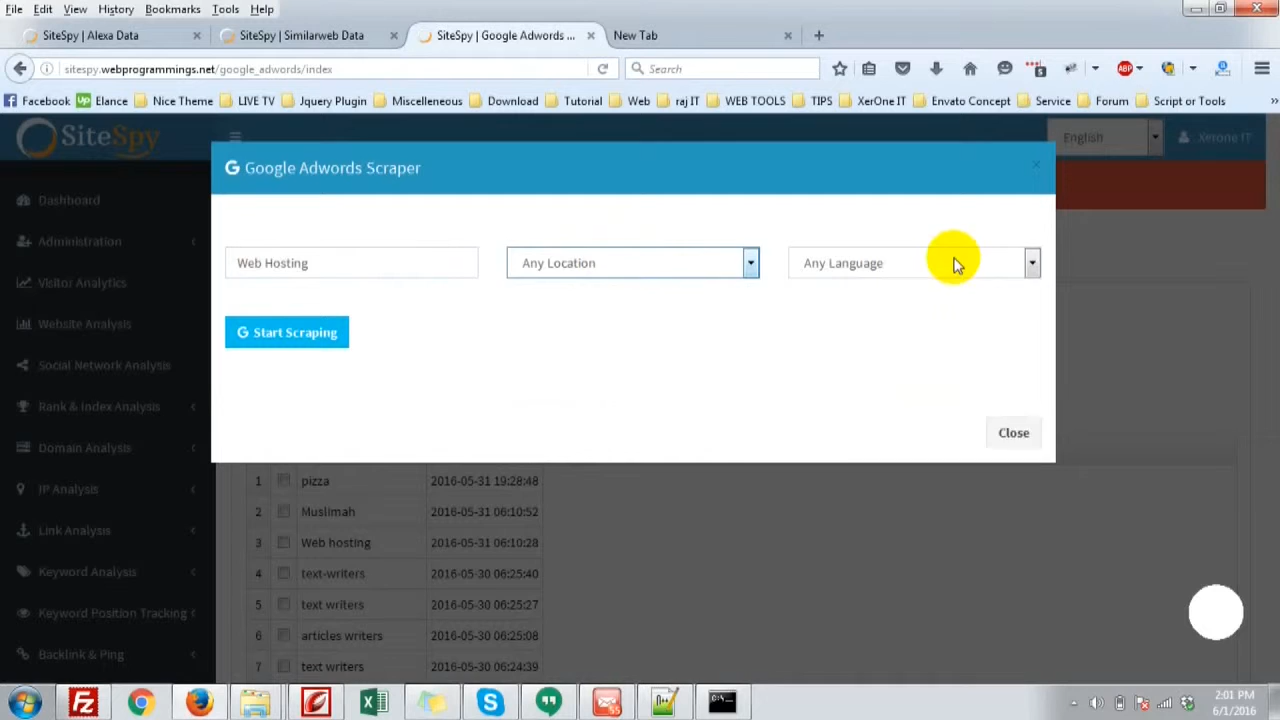 File Edit View History Bookmarks Tools Help
SiteSpy | Alexa Data
SiteSpy | Similarweb Data
SiteSpy | Google Adwords ...
New Tab
sitespy.webprogrammings.net/google_adwords/index
Search
5
ABP
Facebook Up Elance Nice Theme LIVE TV Jquery Plugin Miscelleneous Download Tutorial Web raj IT WEB TOOLS TIPS XerOne IT Envato Concept Service Forum Script or Tools
SiteSpy
English
Xerone IT
Google Adwords Scraper
×
Web Hosting
Any Location
Any Language
Start Scraping
Close
Dashboard
Administration
Visitor Analytics
Website Analysis
Social Network Analysis
Rank & Index Analysis
Domain Analysis
IP Analysis
Link Analysis
Keyword Analysis
Keyword Position Tracking
Backlink & Ping
1 pizza 2016-05-31 19:28:48
2 Muslimah 2016-05-31 06:10:52
3 Web hosting 2016-05-31 06:10:28
4 text-writers 2016-05-30 06:25:40
5 text writers 2016-05-30 06:25:27
6 articles writers 2016-05-30 06:25:08
7 text writers 2016-05-30 06:24:39
2:01 PM
6/1/2016